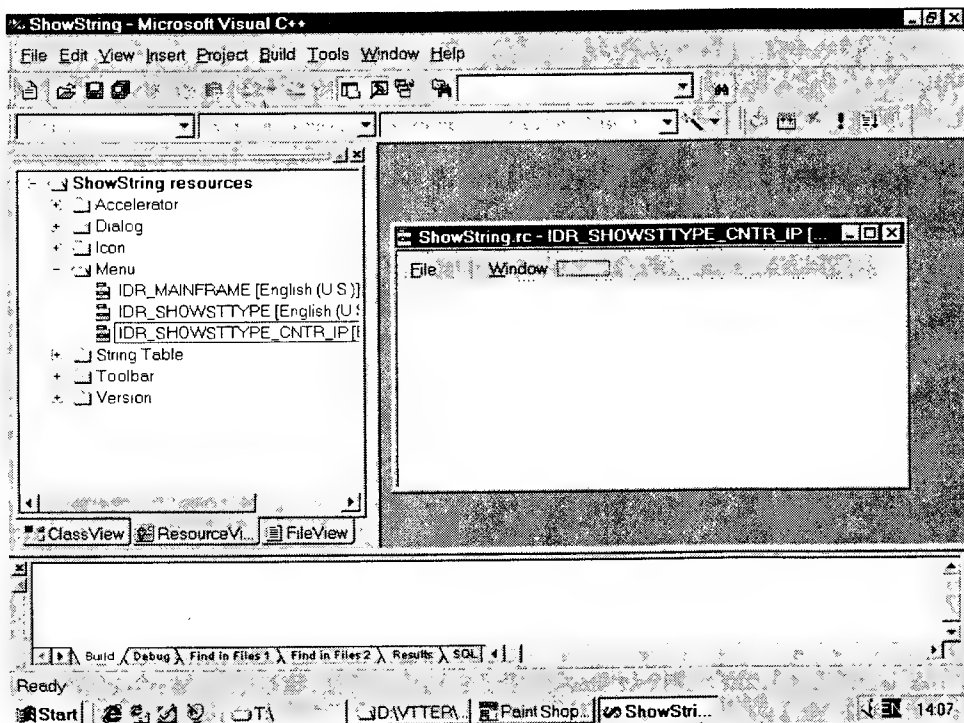 ShowString - Microsoft Visual C++
File Edit View Insert Project Build Tools Window Help
ShowString resources
Accelerator
Dialog
Icon
Menu
IDR_MAINFRAME [English (U S )]
IDR_SHOWSTTYPE [English (U S
IDR_SHOWSTTYPE_CNTR_IP [E
String Table
Toolbar
Version
ClassView ResourceVi... FileView
ShowString.rc - IDR_SHOWSTTYPE_CNTR_IP [...
File Window
Build Debug Find in Files 1 Find in Files 2 Results SQL
Ready
Start T:\ D:\VTTER\... Paint Shop... ShowStri... EN 14:07